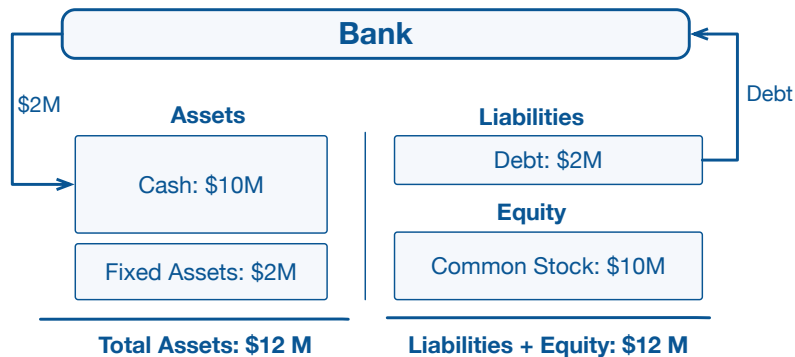 Bank
$2M
Debt
Assets
Cash: $10M
Fixed Assets: $2M
Total Assets: $12 M
Liabilities
Debt: $2M
Equity
Common Stock: $10M
Liabilities + Equity: $12 M